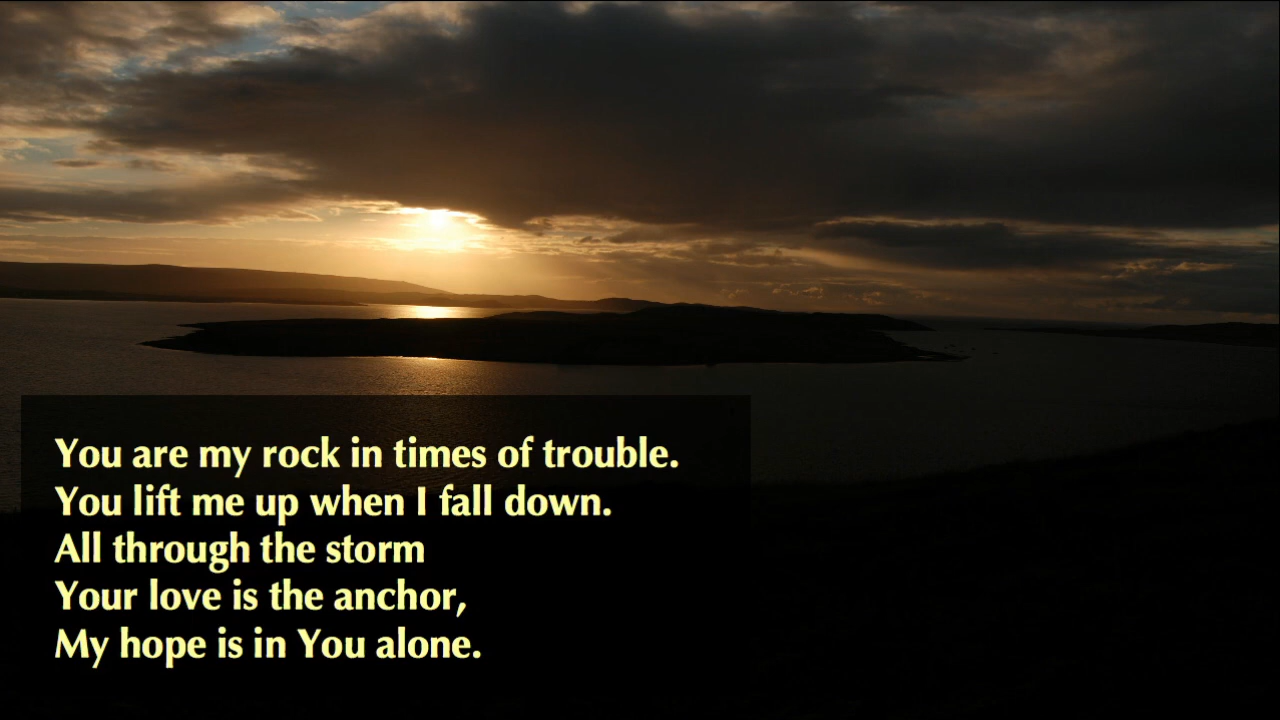 You are my rock in times of trouble.
You lift me up when I fall down.
All through the storm
Your love is the anchor,
My hope is in You alone.